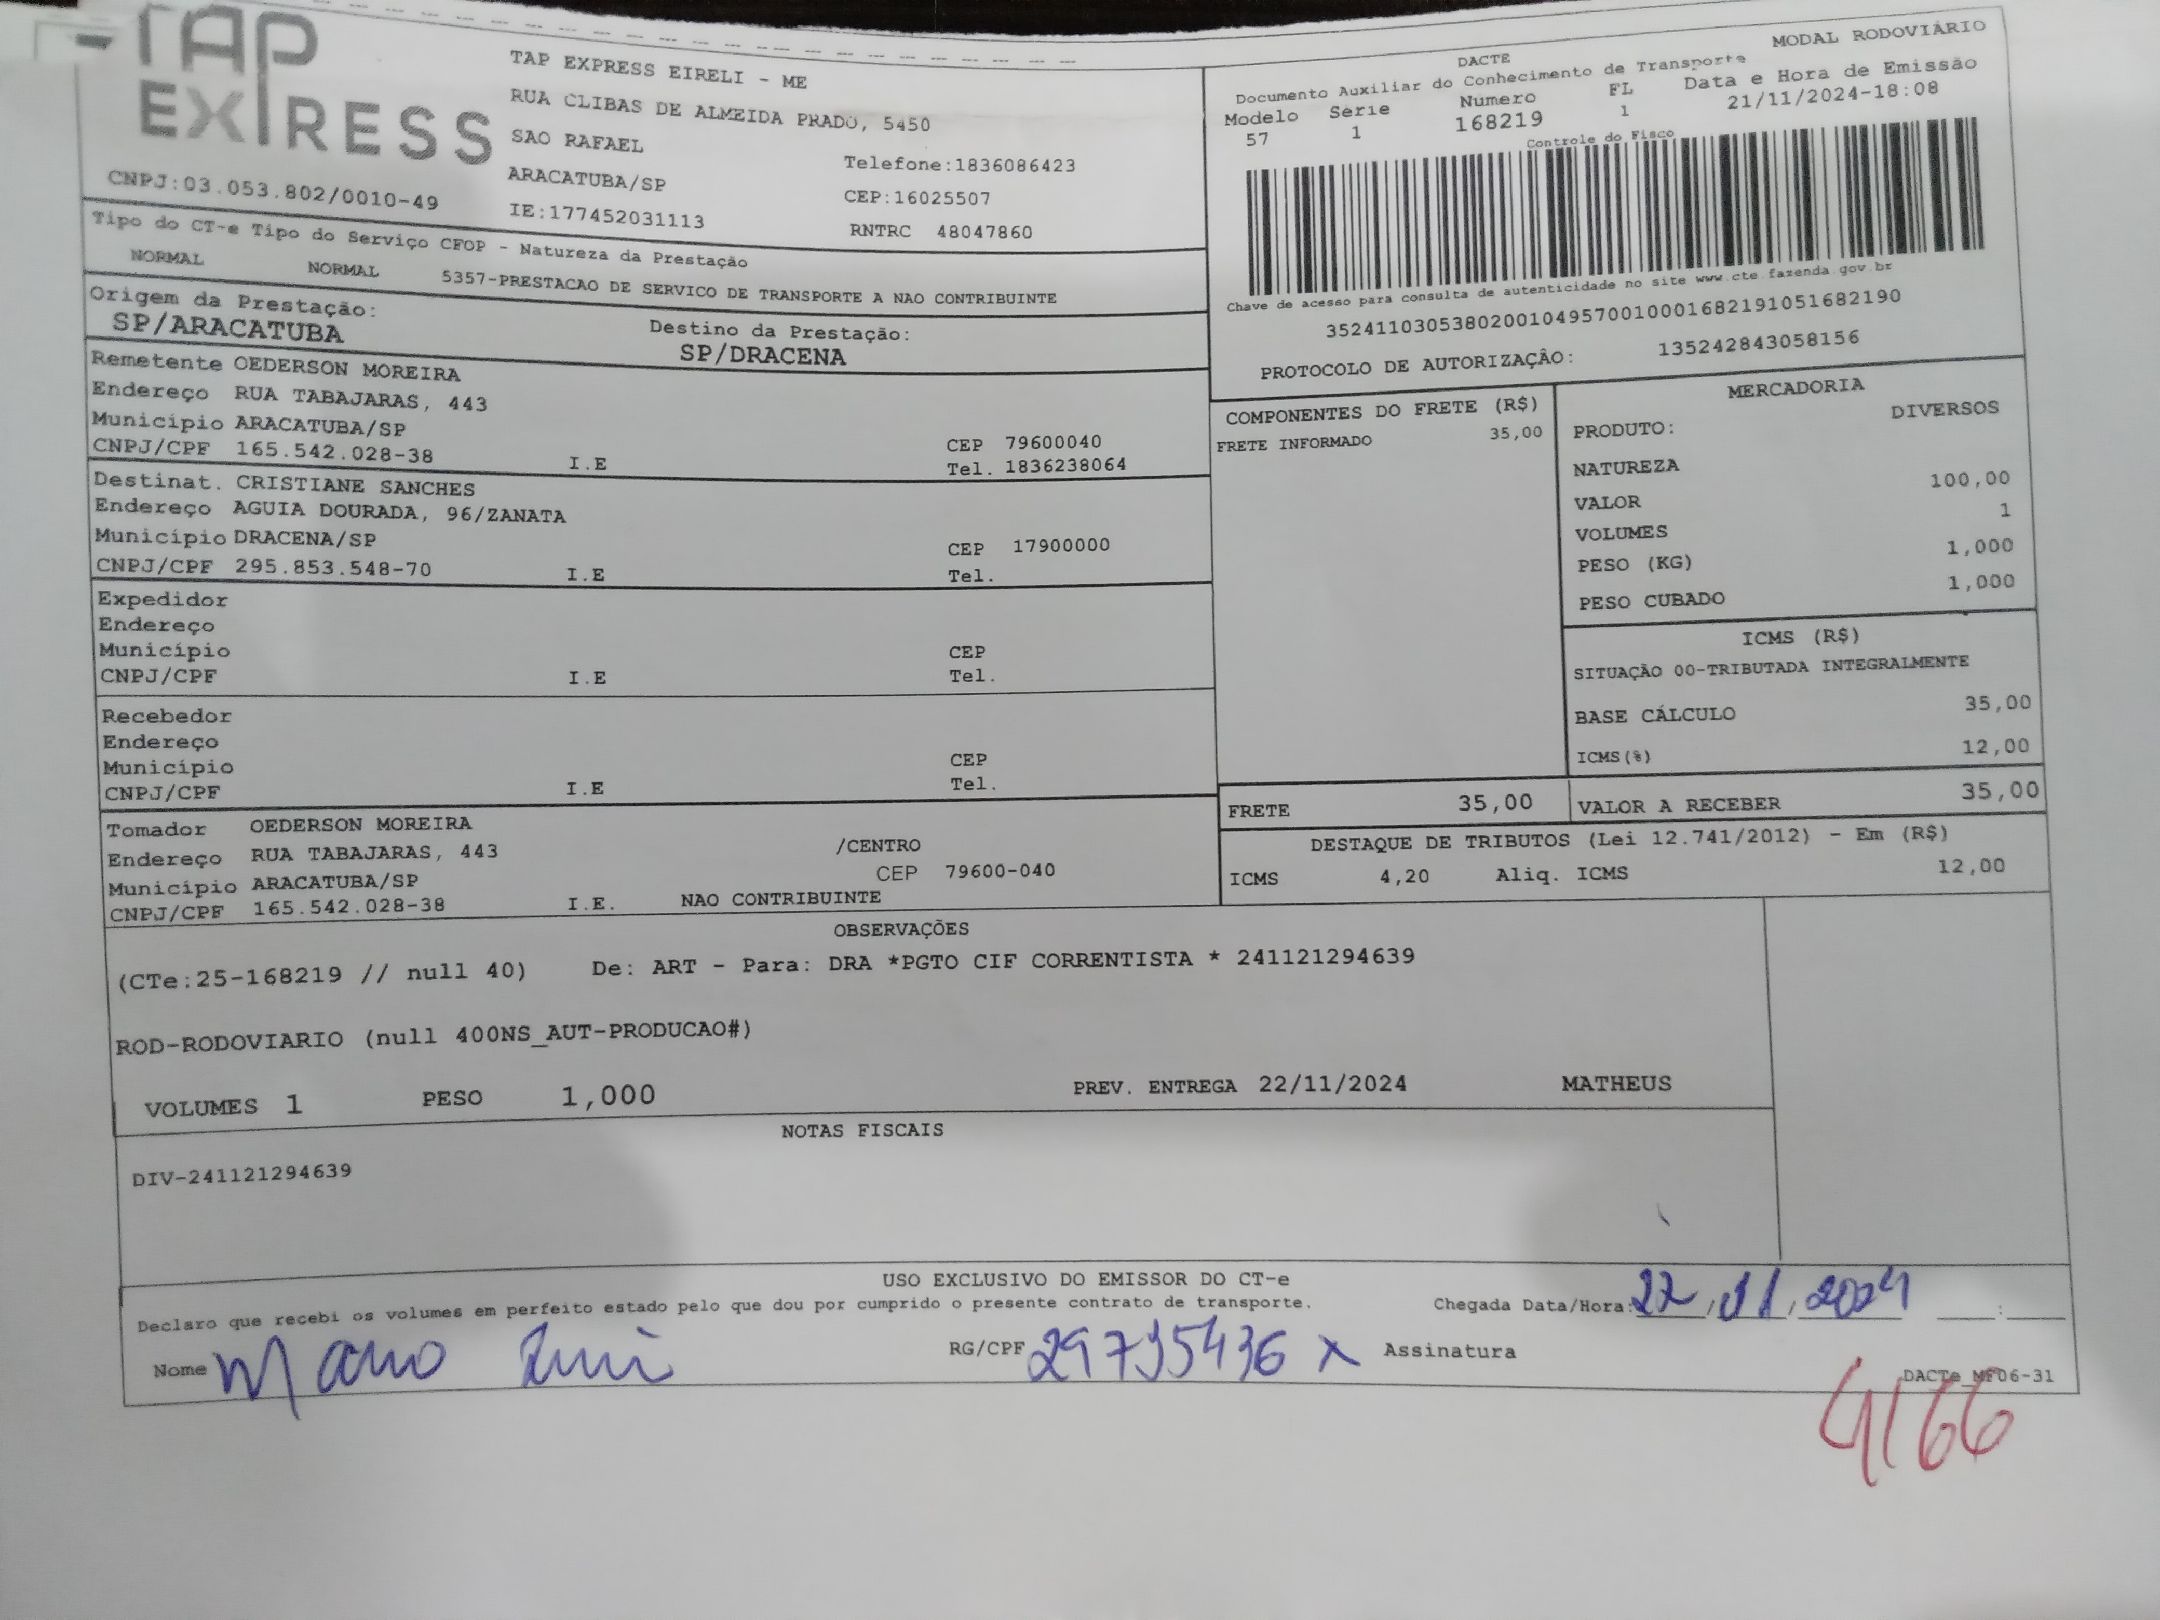 TAP
EXPRESS
CNPJ:03.053.802/0010-49
TAP EXPRESS EIRELI - ME
RUA CLIBAS DE ALMEIDA PRADO, 5450
SAO RAFAEL
Telefone:1836086423
ARACATUBA/SP
CEP:16025507
IE:177452031113
RNTRC 48047860
DACTE
MODAL RODOVIÁRIO
Documento Auxiliar do Conhecimento de Transporte
Modelo Serie Número FL Data e Hora de Emissão
57 1 168219 1 21/11/2024-18:08
Controle do Fisco
Chave de acesso para consulta de autenticidade no site www.cte.fazenda.gov.br
35241103053802001049570010001682191051682190
PROTOCOLO DE AUTORIZAÇÂO: 135242843058156
Tipo do CT-e Tipo do Serviço CFOP - Natureza da Prestação
NORMAL NORMAL 5357-PRESTACAO DE SERVICO DE TRANSPORTE A NAO CONTRIBUINTE
Origem da Prestação:
SP/ARACATUBA
Destino da Prestação:
SP/DRACENA
Remetente OEDERSON MOREIRA
Endereço RUA TABAJARAS, 443
Município ARACATUBA/SP CEP 79600040
CNPJ/CPF 165.542.028-38 I.E Tel. 1836238064
Destinat. CRISTIANE SANCHES
Endereço AGUIA DOURADA, 96/ZANATA
Município DRACENA/SP CEP 17900000
CNPJ/CPF 295.853.548-70 I.E Tel.
Expedidor
Endereço
Município CEP
CNPJ/CPF I.E Tel.
Recebedor
Endereço
Município CEP
CNPJ/CPF I.E Tel.
Tomador OEDERSON MOREIRA
Endereço RUA TABAJARAS, 443 /CENTRO
Município ARACATUBA/SP CEP 79600-040
CNPJ/CPF 165.542.028-38 I.E. NAO CONTRIBUINTE
COMPONENTES DO FRETE (R$)
FRETE INFORMADO 35,00
MERCADORIA
PRODUTO: DIVERSOS
NATUREZA
VALOR 100,00
VOLUMES 1
PESO (KG) 1,000
PESO CUBADO 1,000
ICMS (R$)
SITUAÇÃO 00-TRIBUTADA INTEGRALMENTE
BASE CÁLCULO 35,00
ICMS(%) 12,00
FRETE 35,00 VALOR A RECEBER 35,00
DESTAQUE DE TRIBUTOS (Lei 12.741/2012) - Em (R$)
ICMS 4,20 Aliq. ICMS 12,00
OBSERVAÇÕES
(CTe:25-168219 // null 40) De: ART - Para: DRA *PGTO CIF CORRENTISTA * 241121294639
ROD-RODOVIARIO (null 400NS_AUT-PRODUCAO#)
VOLUMES 1 PESO 1,000 PREV. ENTREGA 22/11/2024 MATHEUS
NOTAS FISCAIS
DIV-241121294639
USO EXCLUSIVO DO EMISSOR DO CT-e
Declaro que recebi os volumes em perfeito estado pelo que dou por cumprido o presente contrato de transporte.
Chegada Data/Hora: 22/11/2024 :
Nome RG/CPF Assinatura
DACTe_MF06-31
4166